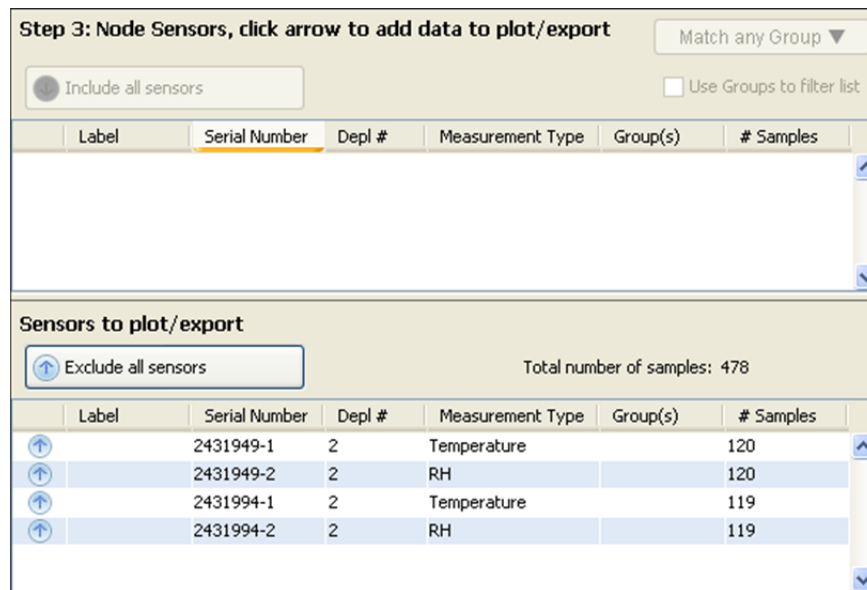 Step 3: Node Sensors, click arrow to add data to plot/export
Match any Group ▼
Include all sensors
Use Groups to filter list
Label Serial Number Depl # Measurement Type Group(s) # Samples
Sensors to plot/export
Exclude all sensors
Total number of samples: 478
Label Serial Number Depl # Measurement Type Group(s) # Samples
2431949-1 2 Temperature 120
2431949-2 2 RH 120
2431994-1 2 Temperature 119
2431994-2 2 RH 119